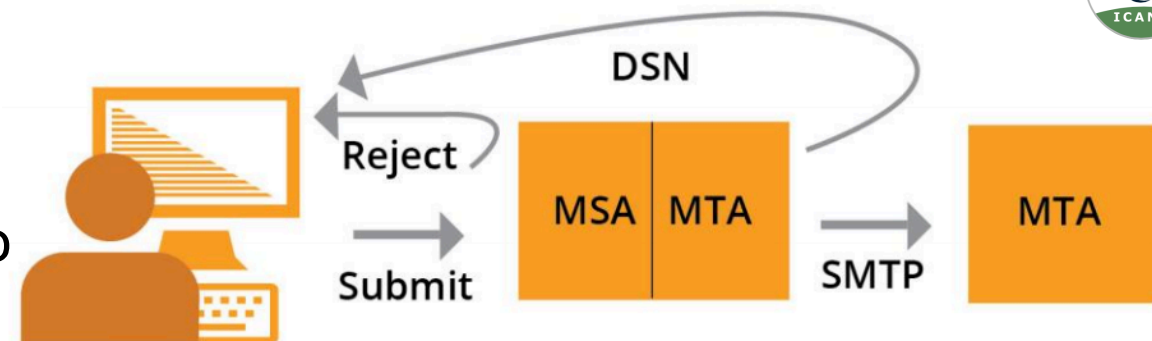 DSN
Reject
MSA MTA
MTA
Submit
SMTP